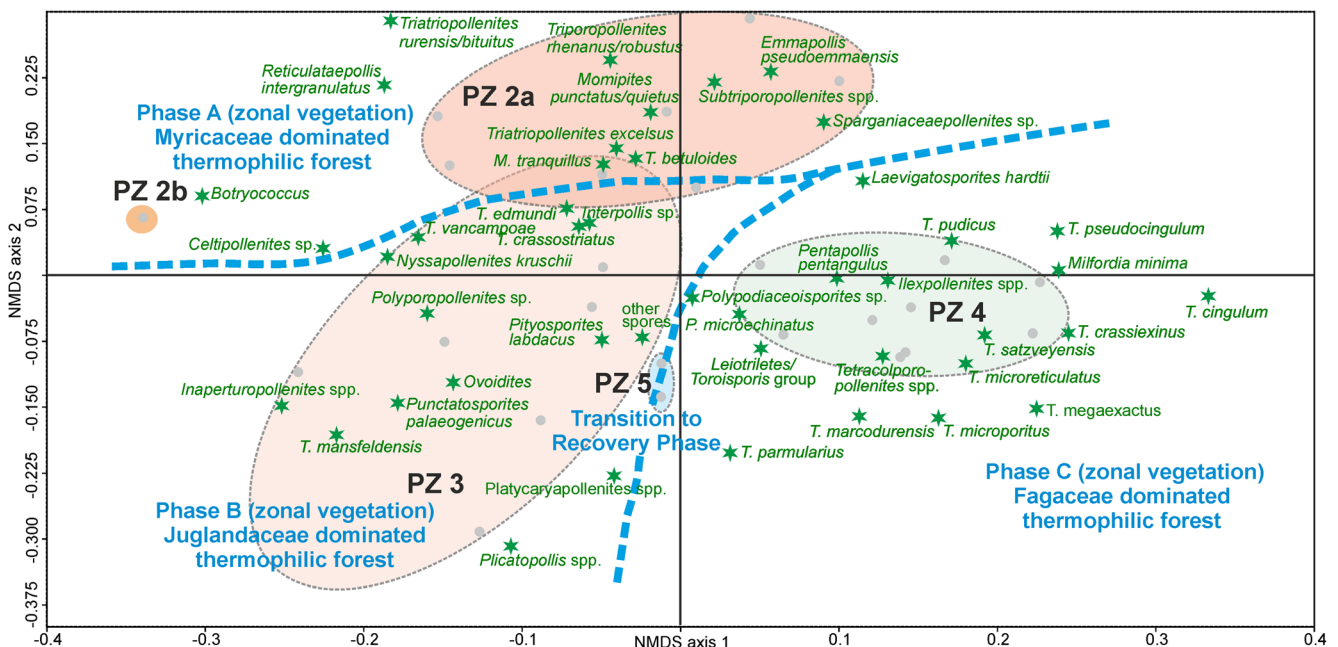 Triatriopollenites
rurensis/bituitus
Triporopollenites
rhenanus/robustus
Emmapollis
pseudoemmaensis
Reticulataepollis
intergranulatus
Momipites
punctatus/quietus
Subtriporopollenites spp.
PZ 2a
Phase A (zonal vegetation)
Myricaceae dominated
thermophilic forest
Sparganiaceaepollenites sp.
Triatriopollenites excelsus
M. tranquillus
T. betuloides
Laevigatosporites hardtii
PZ 2b
Botryococcus
T. edmundi
Interpollis sp.
T. vancampoae
T. crassostriatus
Celtipollenites sp.
Nyssapollenites kruschii
T. pudicus
T. pseudocingulum
Pentapollis
pentangulus
Milfordia minima
Ilexpollenites spp.
Polyporopollenites sp.
other
spores
Polypodiaceoisporites sp.
PZ 4
T. cingulum
Pityosporites
labdacus
P. microechinatus
T. crassiexinus
T. satzveyensis
Leiotriletes/
Toroisporis group
Tetracolporo-
pollenites spp.
T. microreticulatus
Inaperturopollenites spp.
Ovoidites
PZ 5
Punctatosporites
palaeogenicus
T. megaexactus
Transition to
Recovery Phase
T. marcodurensis
T. microporitus
T. mansfeldensis
T. parmularius
PZ 3
Platycaryapollenites spp.
Phase C (zonal vegetation)
Fagaceae dominated
thermophilic forest
Phase B (zonal vegetation)
Juglandaceae dominated
thermophilic forest
Plicatopollis spp.
NMDS axis 2
0.225
0.150
0.075
-0.075
-0.150
-0.225
-0.300
-0.375
-0.4
-0.3
-0.2
-0.1
NMDS axis 1
0.1
0.2
0.3
0.4